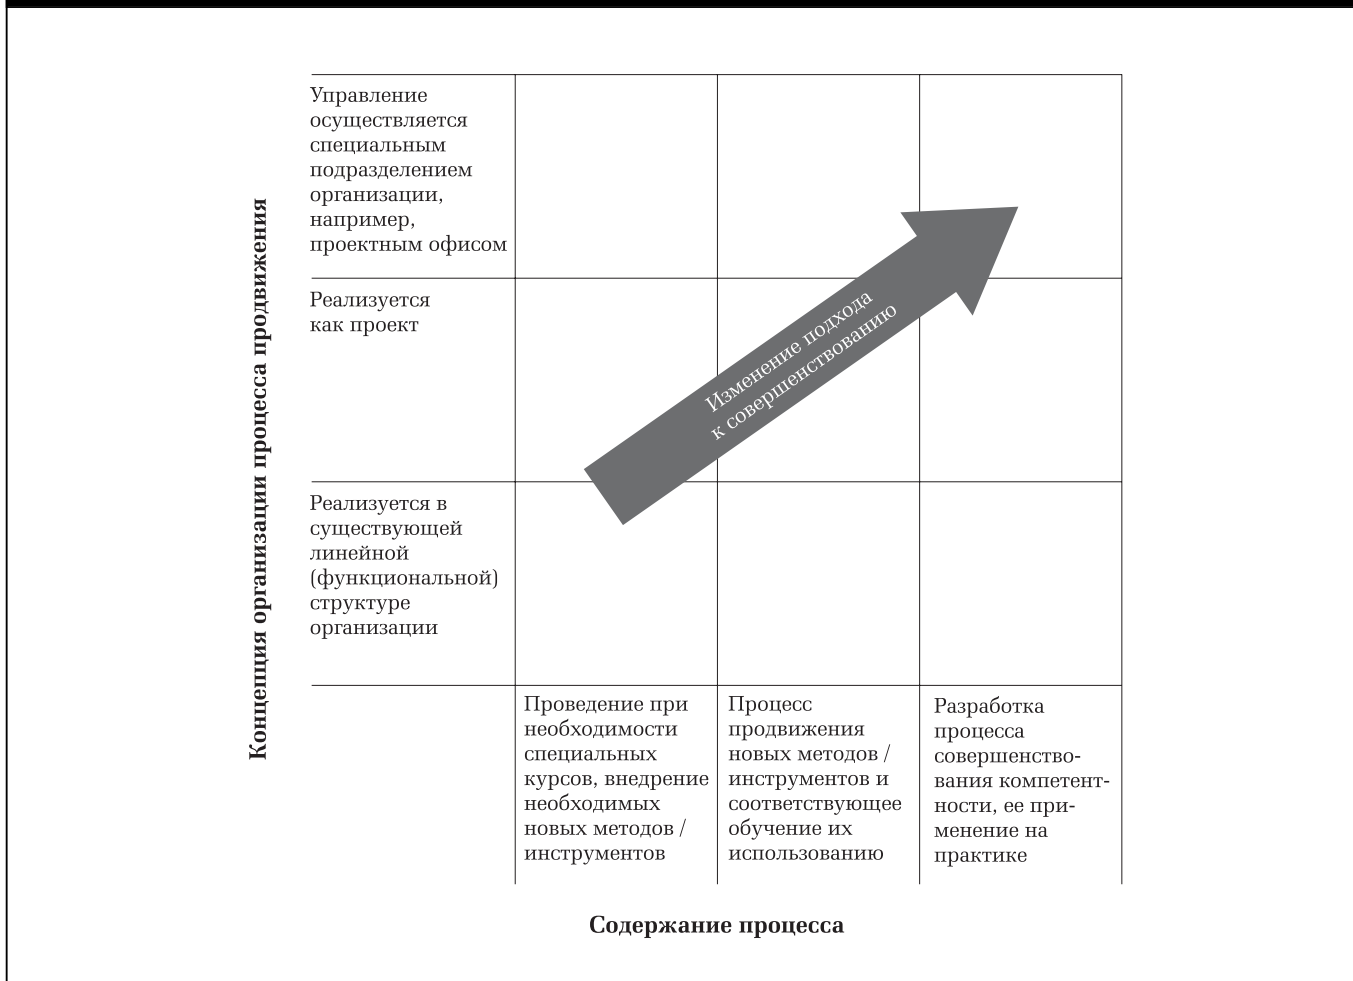 Концепция организации процесса продвижения
Управление
осуществляется
специальным
подразделением
организации,
например,
проектным офисом
Реализуется
как проект
Изменение подхода
к совершенствованию
Реализуется в
существующей
линейной
(функциональной)
структуре
организации
Проведение при
необходимости
специальных
курсов, внедрение
необходимых
новых методов /
инструментов
Процесс
продвижения
новых методов /
инструментов и
соответствующее
обучение их
использованию
Разработка
процесса
совершенство-
вания компетент-
ности, ее при-
менение на
практике
Содержание процесса